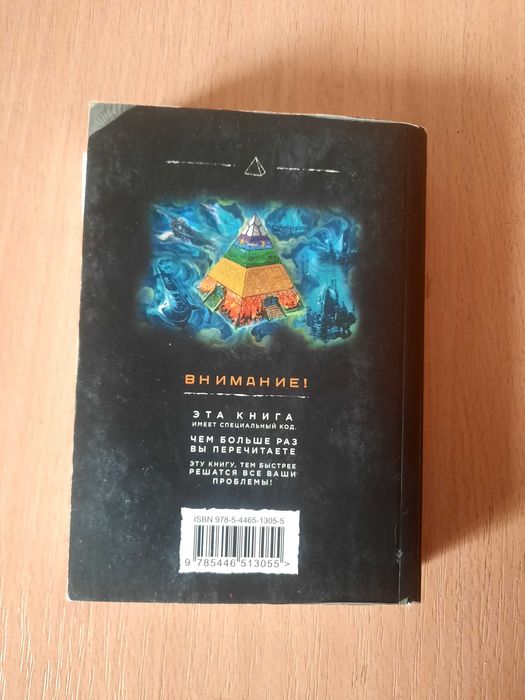 ВНИМАНИЕ!
ЭТА КНИГА
ИМЕЕТ СПЕЦИАЛЬНЫЙ КОД.
ЧЕМ БОЛЬШЕ РАЗ
ВЫ ПЕРЕЧИТАЕТЕ
ЭТУ КНИГУ, ТЕМ БЫСТРЕЕ
РЕШАТСЯ ВСЕ ВАШИ
ПРОБЛЕМЫ!
ISBN 978-5-4465-1305-5
9 785446 513055 >